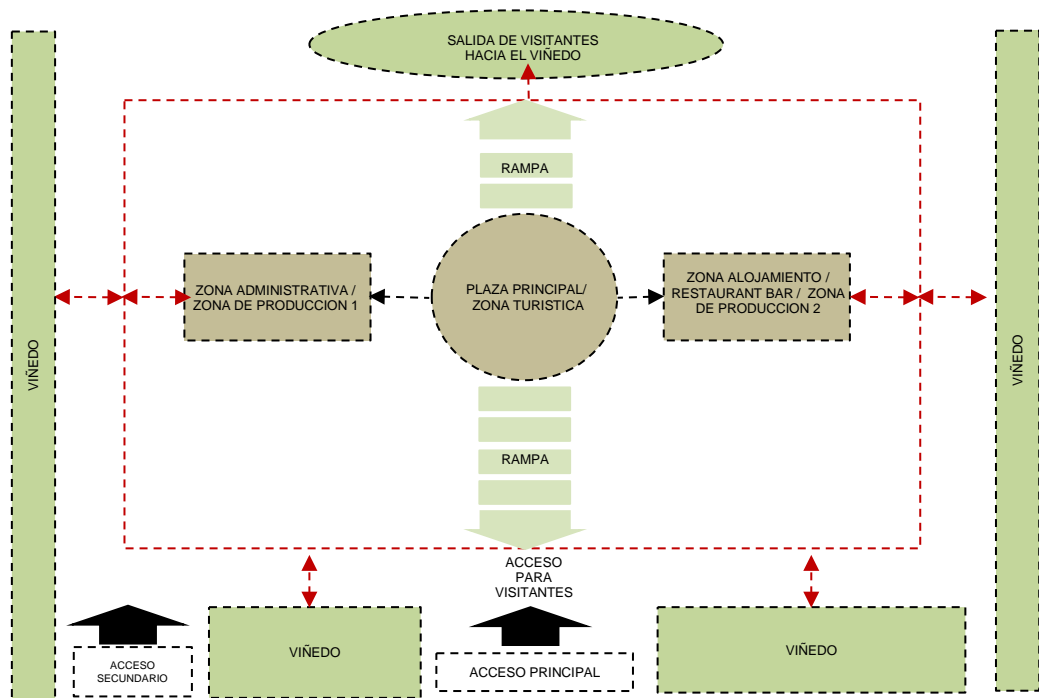 SALIDA DE VISITANTES
HACIA EL VIÑEDO
RAMPA
VIÑEDO
ZONA ADMINISTRATIVA /
ZONA DE PRODUCCION 1
PLAZA PRINCIPAL/
ZONA TURISTICA
ZONA ALOJAMIENTO /
RESTAURANT BAR / ZONA
DE PRODUCCION 2
VIÑEDO
RAMPA
ACCESO
PARA
VISITANTES
ACCESO
SECUNDARIO
VIÑEDO
ACCESO PRINCIPAL
VIÑEDO